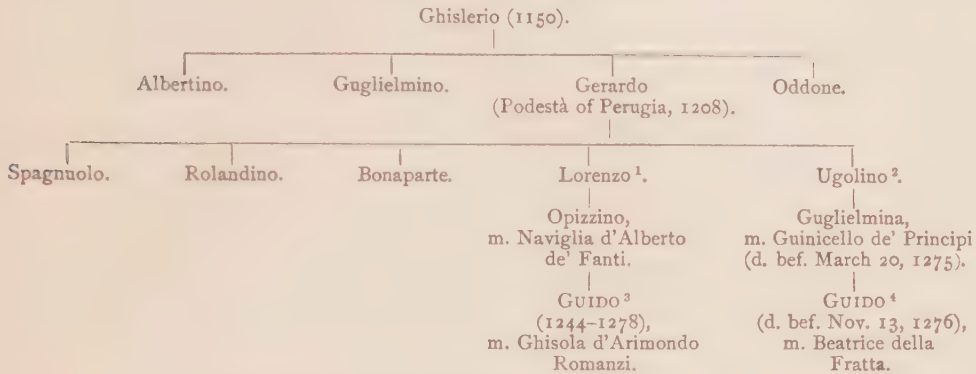 Ghislerio (1150).
Albertino. Guglielmino. Gerardo Oddone.
(Podestà of Perugia, 1208).
Spagnuolo. Rolandino. Bonaparte. Lorenzo ¹. Ugolino ².
Opizzino, Guglielmina,
m. Naviglia d'Alberto m. Guinicello de' Principi
de' Fanti. (d. bef. March 20, 1275).
GUIDO ³ GUIDO ⁴
(1244–1278), (d. bef. Nov. 13, 1276),
m. Ghisola d'Arimondo m. Beatrice della
Romanzi. Fratta.